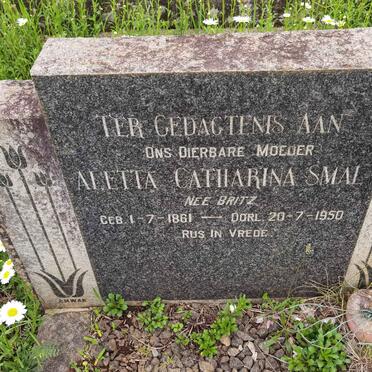 TER GEDAGTENIS AAN
ONS DIERBARE MOEDER
ALETTA CATHARINA SMAL
NEE BRITZ
GEB. 1-7-1861 — OORL. 20-7-1950
RUS IN VREDE